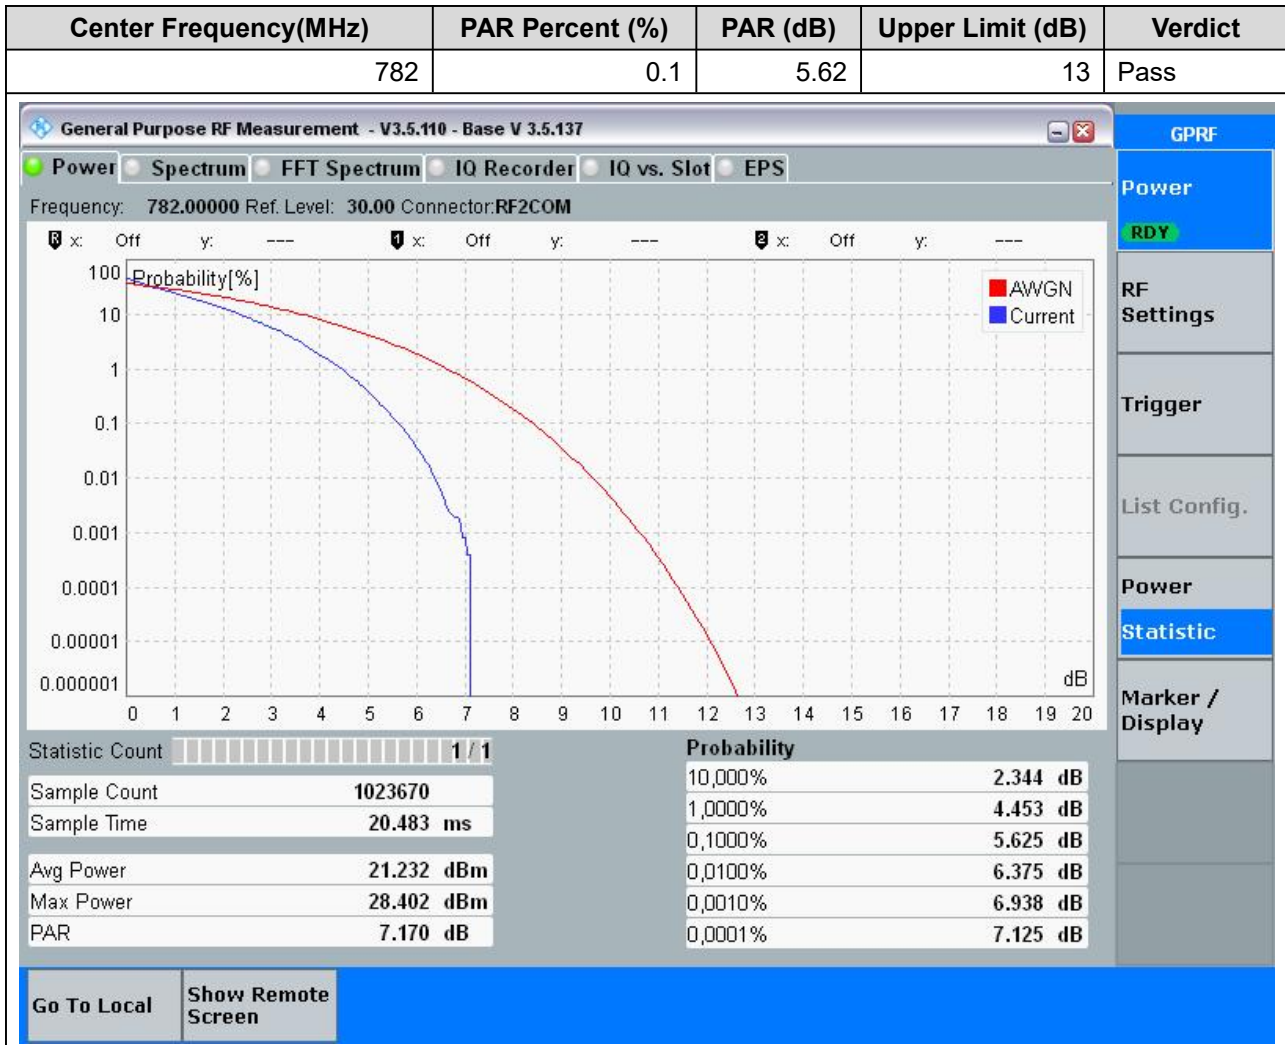 Center Frequency(MHz) PAR Percent (%) PAR (dB) Upper Limit (dB) Verdict
782 0.1 5.62 13 Pass
General Purpose RF Measurement - V3.5.110 - Base V 3.5.137
GPRF
Power Spectrum FFT Spectrum IQ Recorder IQ vs. Slot EPS
Frequency: 782.00000 Ref. Level: 30.00 Connector:RF2COM
R x: Off y: --- 1 x: Off y: --- 2 x: Off y: ---
Probability[%]
100
10
1
0.1
0.01
0.001
0.0001
0.00001
0.000001
AWGN
Current
dB
0 1 2 3 4 5 6 7 8 9 10 11 12 13 14 15 16 17 18 19 20
Statistic Count 1 / 1
Sample Count 1023670
Sample Time 20.483 ms
Avg Power 21.232 dBm
Max Power 28.402 dBm
PAR 7.170 dB
Probability
10,000% 2.344 dB
1,0000% 4.453 dB
0,1000% 5.625 dB
0,0100% 6.375 dB
0,0010% 6.938 dB
0,0001% 7.125 dB
Power
RDY
RF
Settings
Trigger
List Config.
Power
Statistic
Marker /
Display
Go To Local
Show Remote
Screen